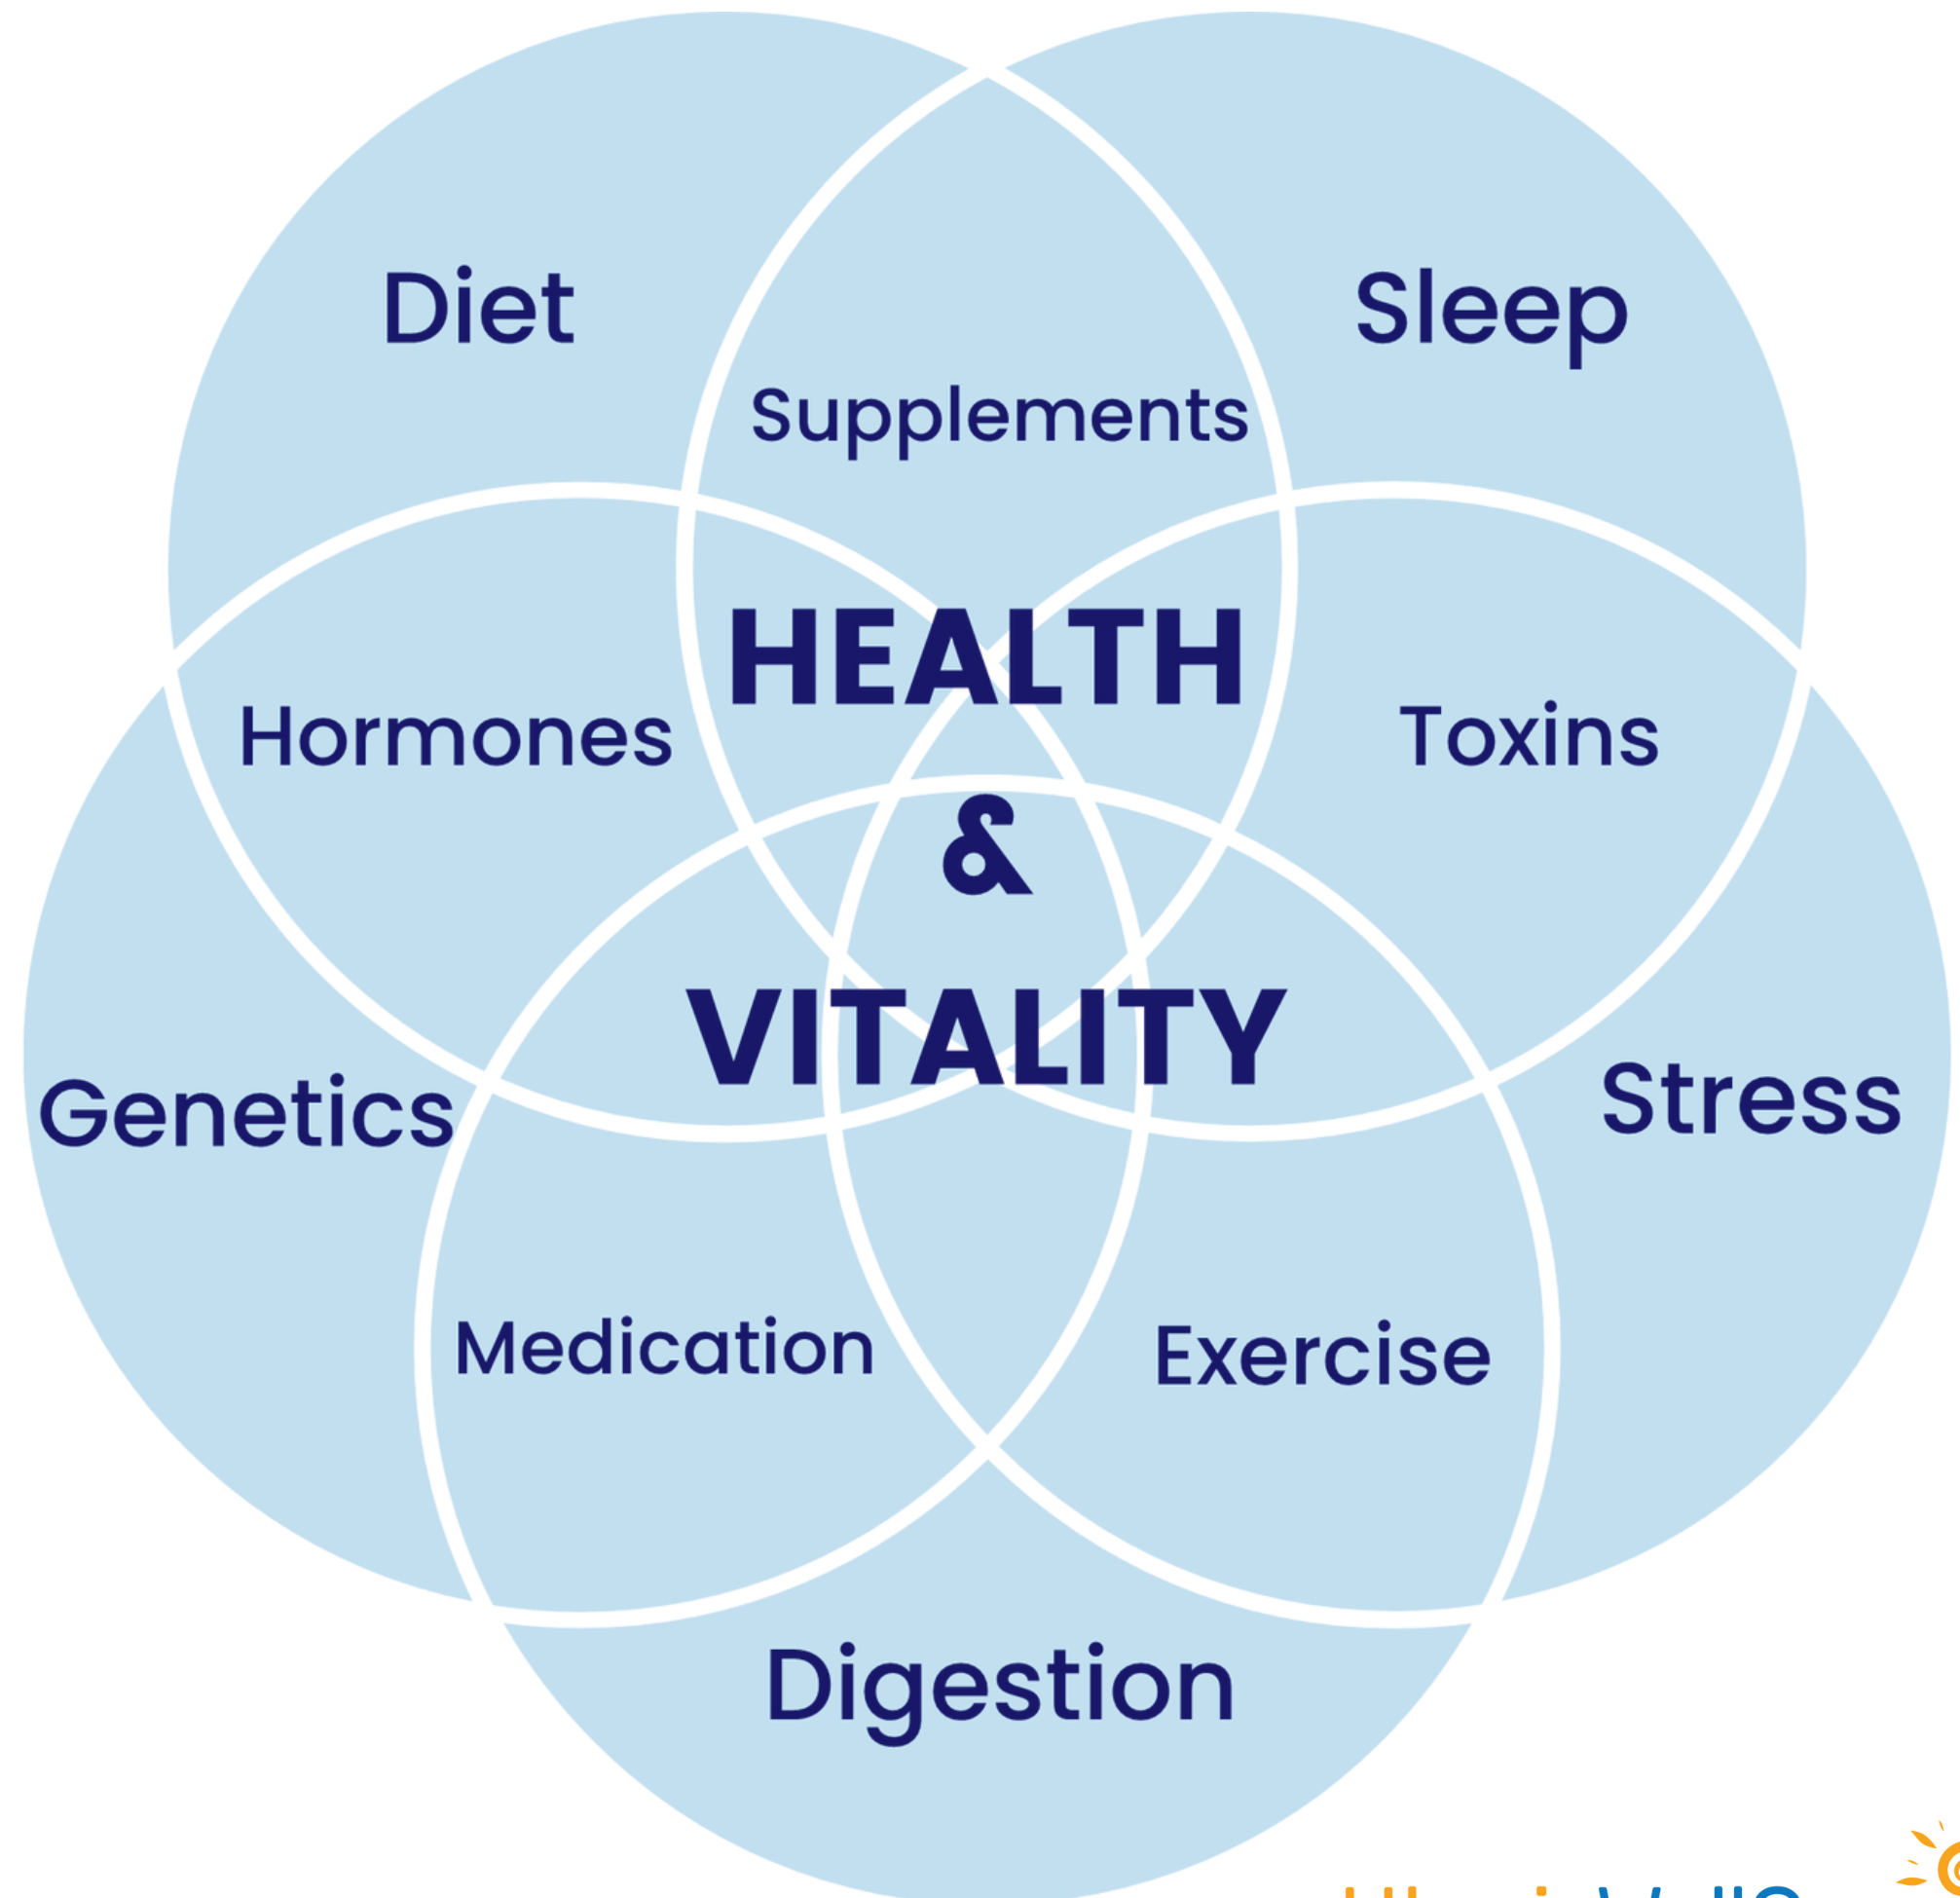 Diet
Sleep
Supplements
HEALTH
Hormones
Toxins
&
VITALITY
Genetics
Stress
Medication
Exercise
Digestion